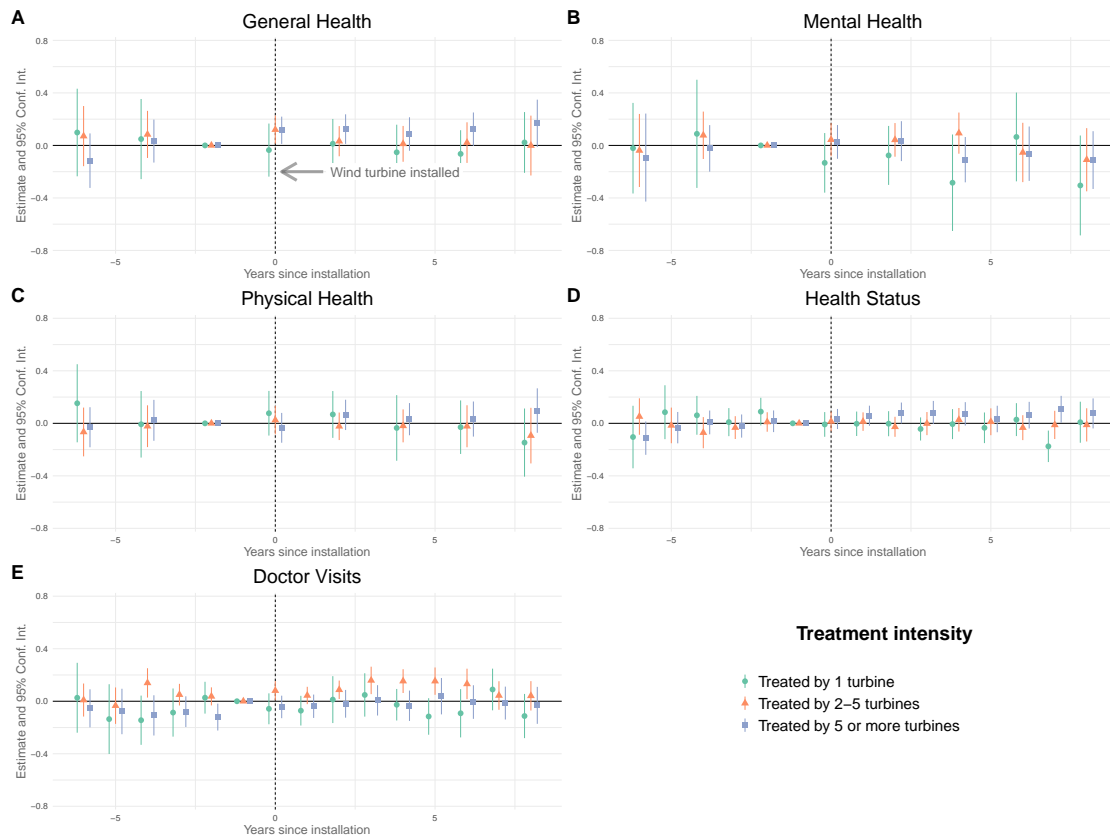 A
General Health
0.8
0.4
0.0
−0.4
−0.8
Estimate and 95% Conf. Int.
Wind turbine installed
−5
0
5
Years since installation
B
Mental Health
0.8
0.4
0.0
−0.4
−0.8
Estimate and 95% Conf. Int.
−5
0
5
Years since installation
C
Physical Health
0.8
0.4
0.0
−0.4
−0.8
Estimate and 95% Conf. Int.
−5
0
5
Years since installation
D
Health Status
0.8
0.4
0.0
−0.4
−0.8
Estimate and 95% Conf. Int.
−5
0
5
Years since installation
E
Doctor Visits
0.8
0.4
0.0
−0.4
−0.8
Estimate and 95% Conf. Int.
−5
0
5
Years since installation
Treatment intensity
Treated by 1 turbine
Treated by 2−5 turbines
Treated by 5 or more turbines